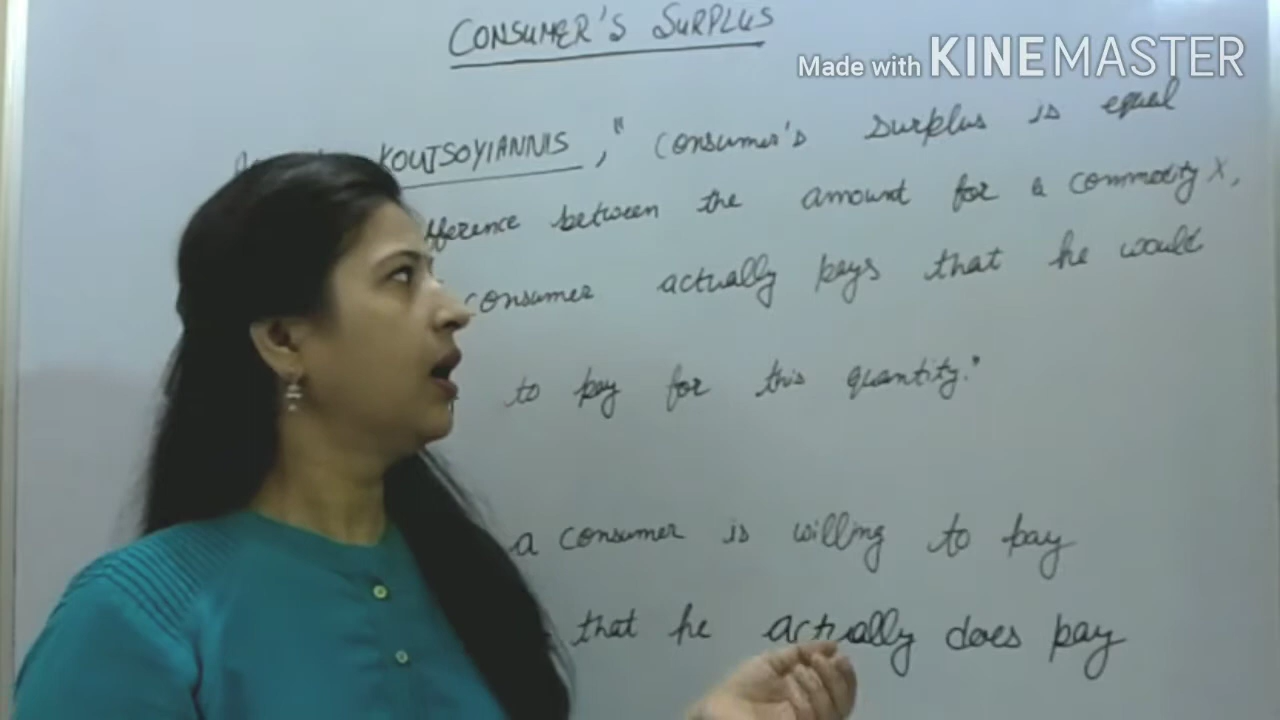 CONSUMER'S SURPLUS
Made with KINEMASTER
KOUTSOYIANNIS, " Consumer's surplus is equal
fference between the amount for a commodity X,
consumer actually pays that he would
to pay for this quantity."
a consumer is willing to pay
that he actually does pay